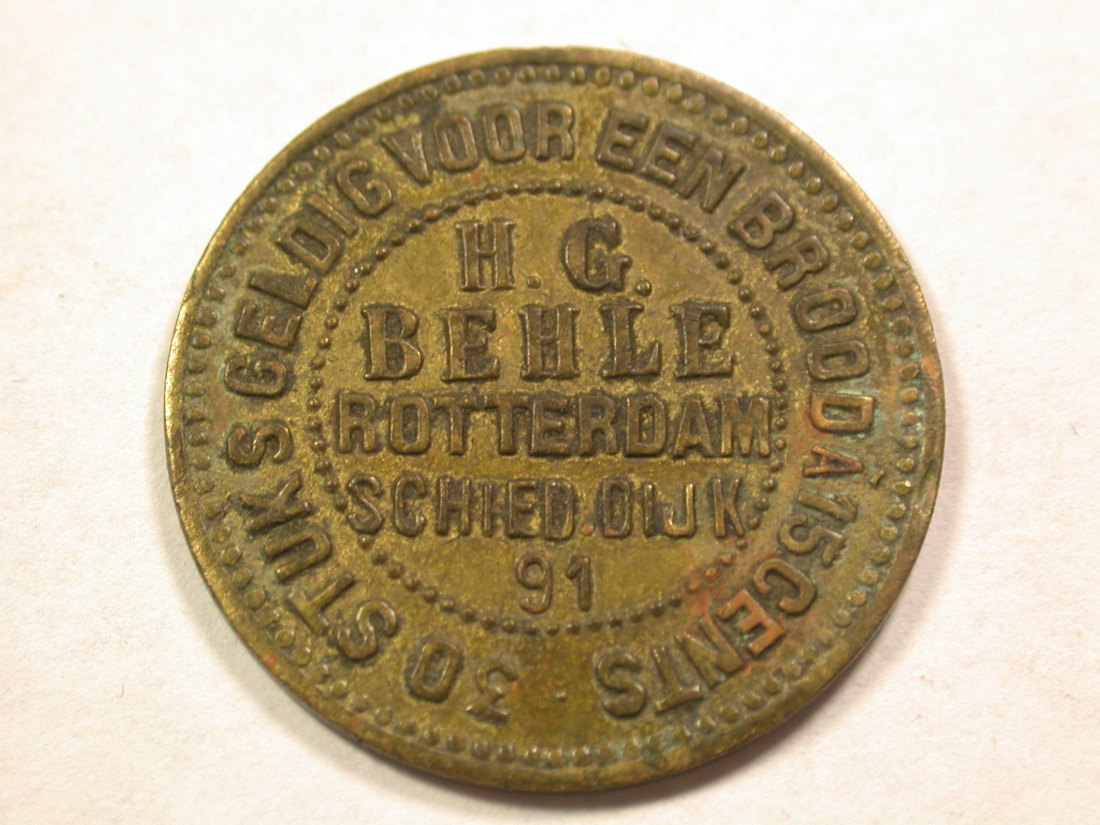 30 STUKS GELDIG VOOR EEN BROOD A 15 CENTS
H. G.
BEHLE
ROTTERDAM
SCHIED.DIJK
91